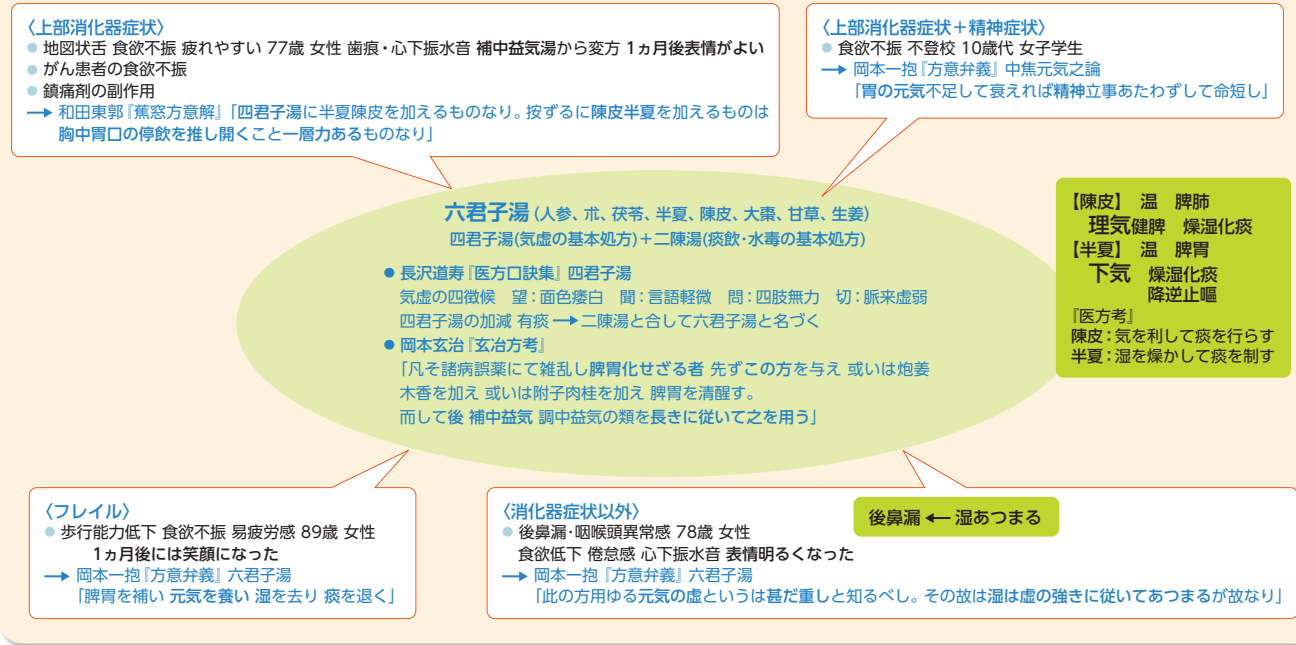 〈上部消化器症状〉
● 地図状舌 食欲不振 疲れやすい 77歳 女性 歯痕・心下振水音 補中益気湯から変方 1ヵ月後表情がよい
● がん患者の食欲不振
● 鎮痛剤の副作用
→ 和田東郭『蕉窓方意解』「四君子湯に半夏陳皮を加えるものなり。按ずるに陳皮半夏を加えるものは
胸中胃口の停飲を推し開くこと一層力あるものなり」
〈上部消化器症状＋精神症状〉
● 食欲不振 不登校 10歳代 女子学生
→ 岡本一抱『方意弁義』中焦元気之論
「胃の元気不足して衰えれば精神立事あたわずして命短し」
六君子湯(人参、朮、茯苓、半夏、陳皮、大棗、甘草、生姜)
四君子湯(気虚の基本処方)＋二陳湯(痰飲・水毒の基本処方)
● 長沢道寿『医方口訣集』四君子湯
気虚の四徴候 望：面色痿白 聞：言語軽微 問：四肢無力 切：脈来虚弱
四君子湯の加減 有痰 → 二陳湯と合して六君子湯と名づく
● 岡本玄治『玄冶方考』
「凡そ諸病誤薬にて雑乱し脾胃化せざる者 先ずこの方を与え 或いは炮姜
木香を加え 或いは附子肉桂を加え 脾胃を清醒す。
而して後 補中益気 調中益気の類を長きに従いて之を用う」
【陳皮】 温 脾肺
理気健脾 燥湿化痰
【半夏】 温 脾胃
下気 燥湿化痰
降逆止嘔
『医方考』
陳皮：気を利して痰を行らす
半夏：湿を燥かして痰を制す
〈フレイル〉
● 歩行能力低下 食欲不振 易疲労感 89歳 女性
1ヵ月後には笑顔になった
→ 岡本一抱『方意弁義』六君子湯
「脾胃を補い 元気を養い 湿を去り 痰を退く」
〈消化器症状以外〉
● 後鼻漏・咽喉頭異常感 78歳 女性
食欲低下 倦怠感 心下振水音 表情明るくなった
→ 岡本一抱『方意弁義』六君子湯
「此の方用ゆる元気の虚というは甚だ重しと知るべし。その故は湿は虚の強きに従いてあつまるが故なり」
後鼻漏 ← 湿あつまる